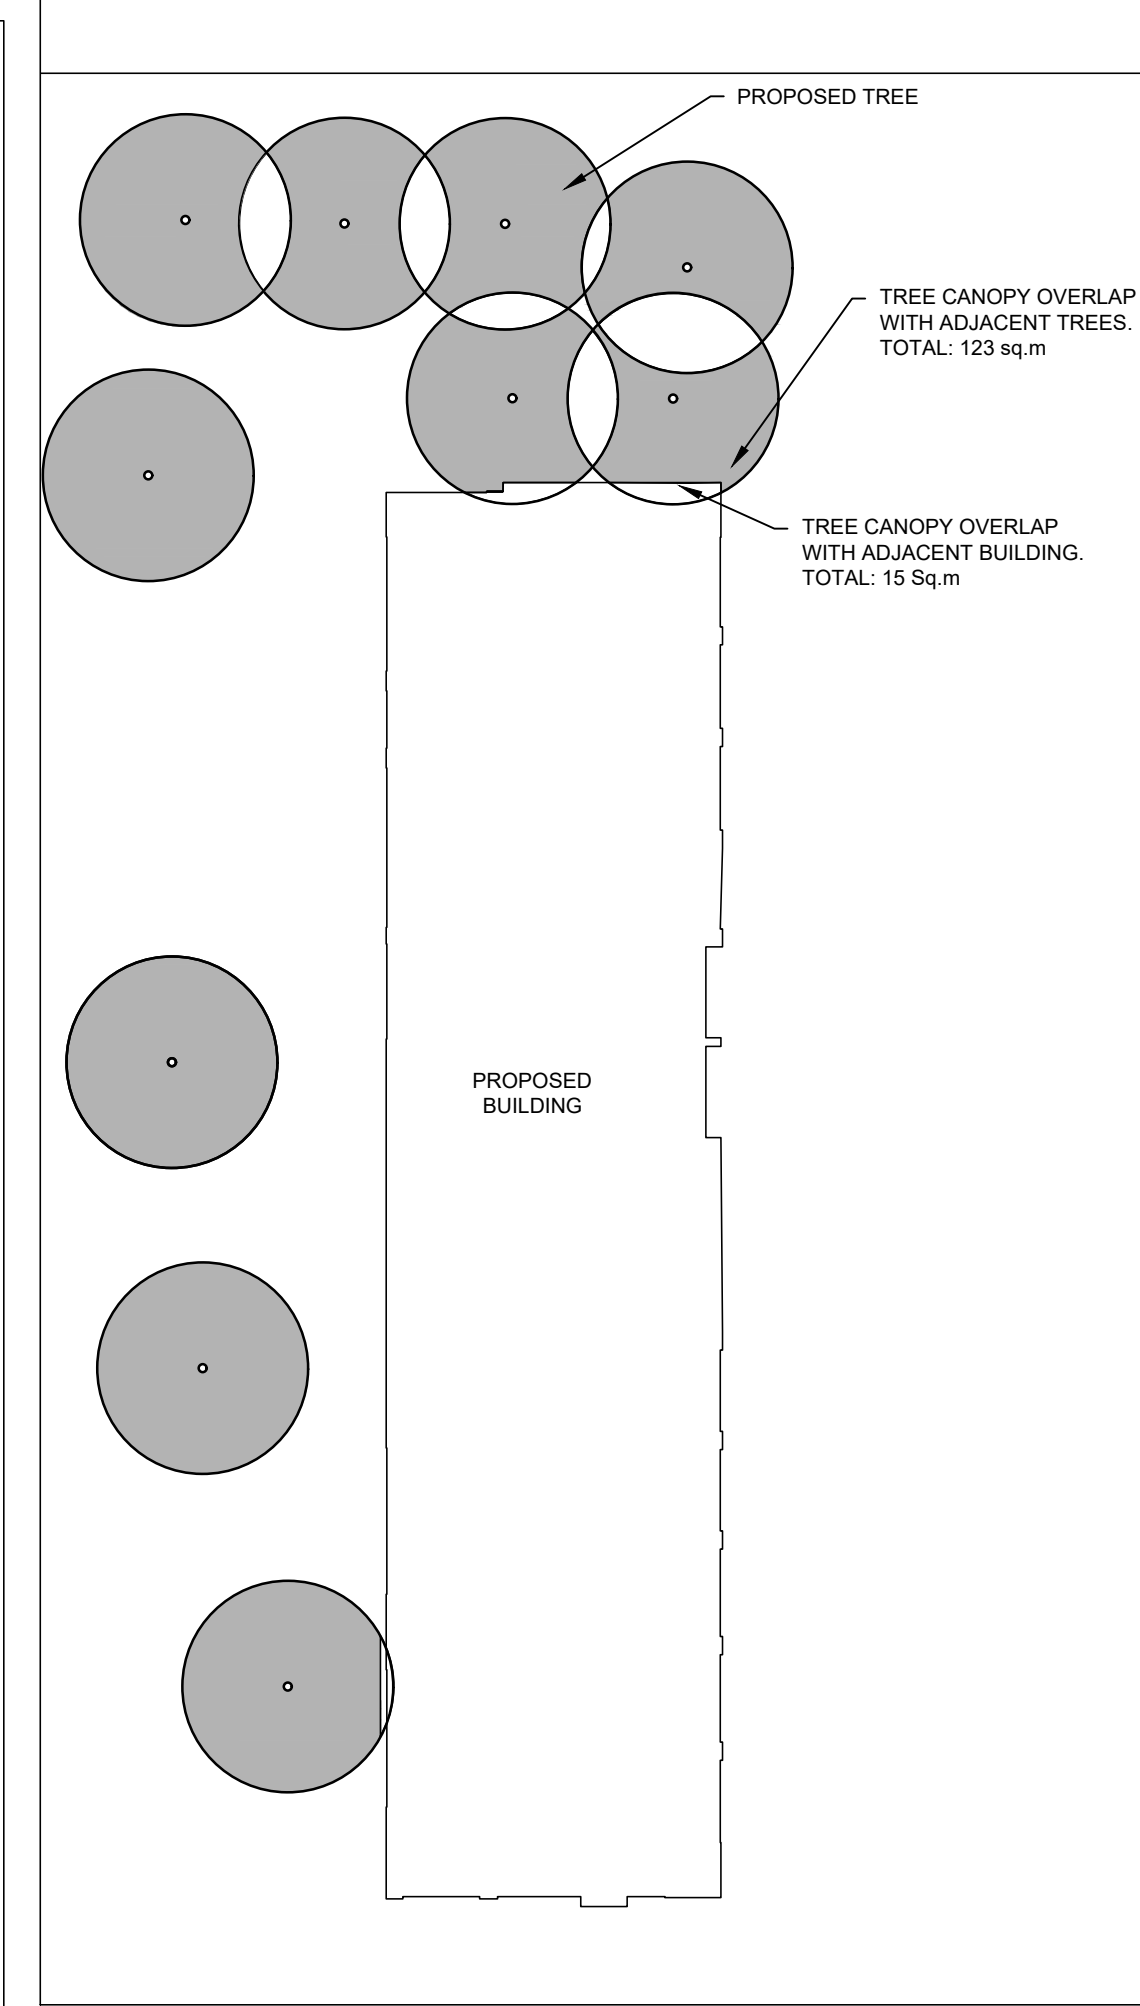 PROPOSED TREE
TREE CANOPY OVERLAP
WITH ADJACENT TREES.
TOTAL: 123 sq.m
TREE CANOPY OVERLAP
WITH ADJACENT BUILDING.
TOTAL: 15 Sq.m
PROPOSED
BUILDING